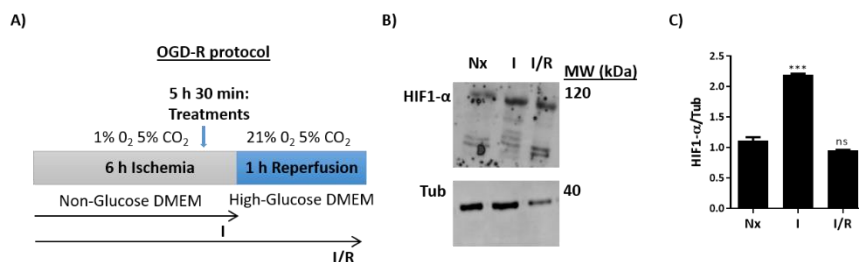 A)
OGD-R protocol
5 h 30 min:
Treatments
1% 0₂ 5% CO₂
21% 0₂ 5% CO₂
6 h Ischemia
1 h Reperfusion
Non-Glucose DMEM
High-Glucose DMEM
I
I/R
B)
Nx I I/R
MW (kDa)
HIF1-α
120
Tub
40
C)
HIF1-α/Tub
2.5
2.0
1.5
1.0
0.5
0.0
***
ns
Nx I I/R